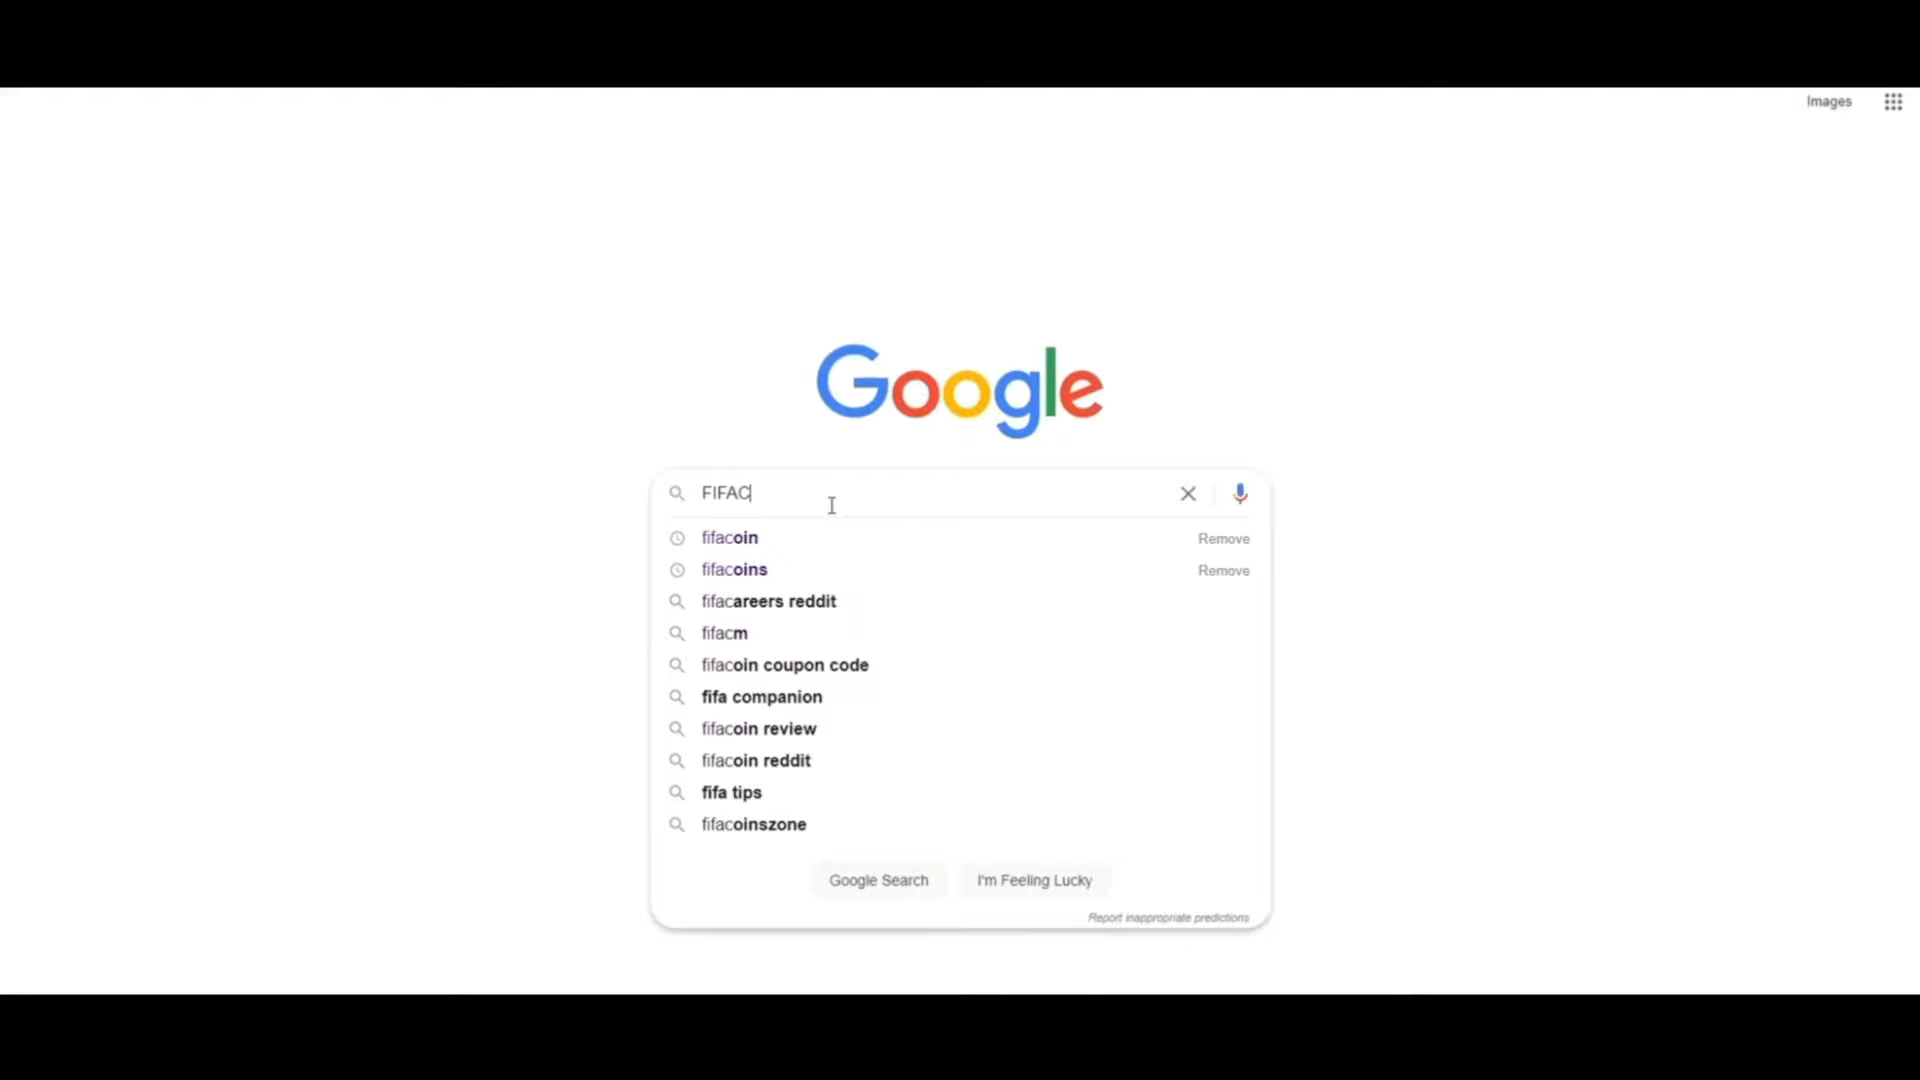 Images
Google
FIFAC
fifacoin Remove
fifacoins Remove
fifacareers reddit
fifacm
fifacoin coupon code
fifa companion
fifacoin review
fifacoin reddit
fifa tips
fifacoinszone
Google Search I'm Feeling Lucky
Report inappropriate predictions